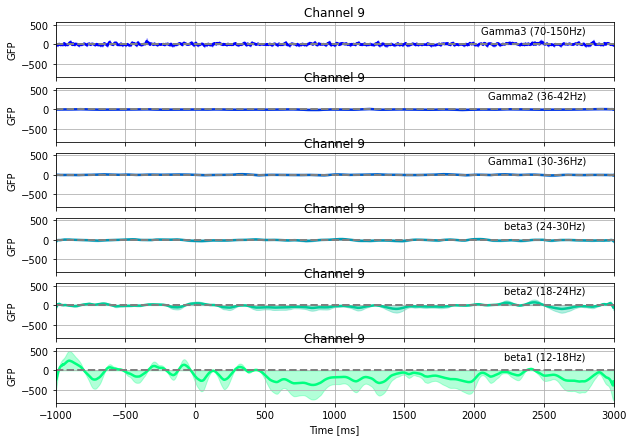 Channel 9
500
0
−500
GFP
Gamma3 (70-150Hz)
Channel 9
500
0
−500
GFP
Gamma2 (36-42Hz)
Channel 9
500
0
−500
GFP
Gamma1 (30-36Hz)
Channel 9
500
0
−500
GFP
beta3 (24-30Hz)
Channel 9
500
0
−500
GFP
beta2 (18-24Hz)
Channel 9
500
0
−500
GFP
beta1 (12-18Hz)
−1000 −500 0 500 1000 1500 2000 2500 3000
Time [ms]